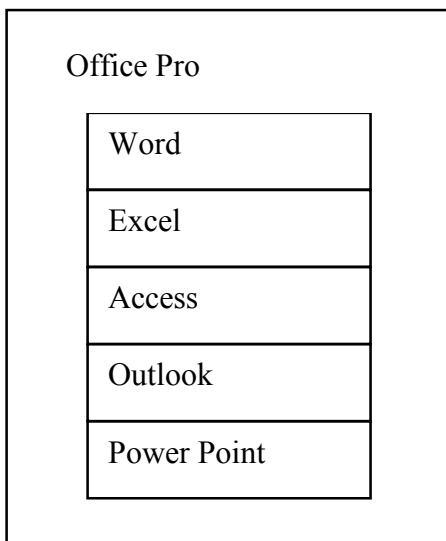 Office Pro
Word
Excel
Access
Outlook
Power Point